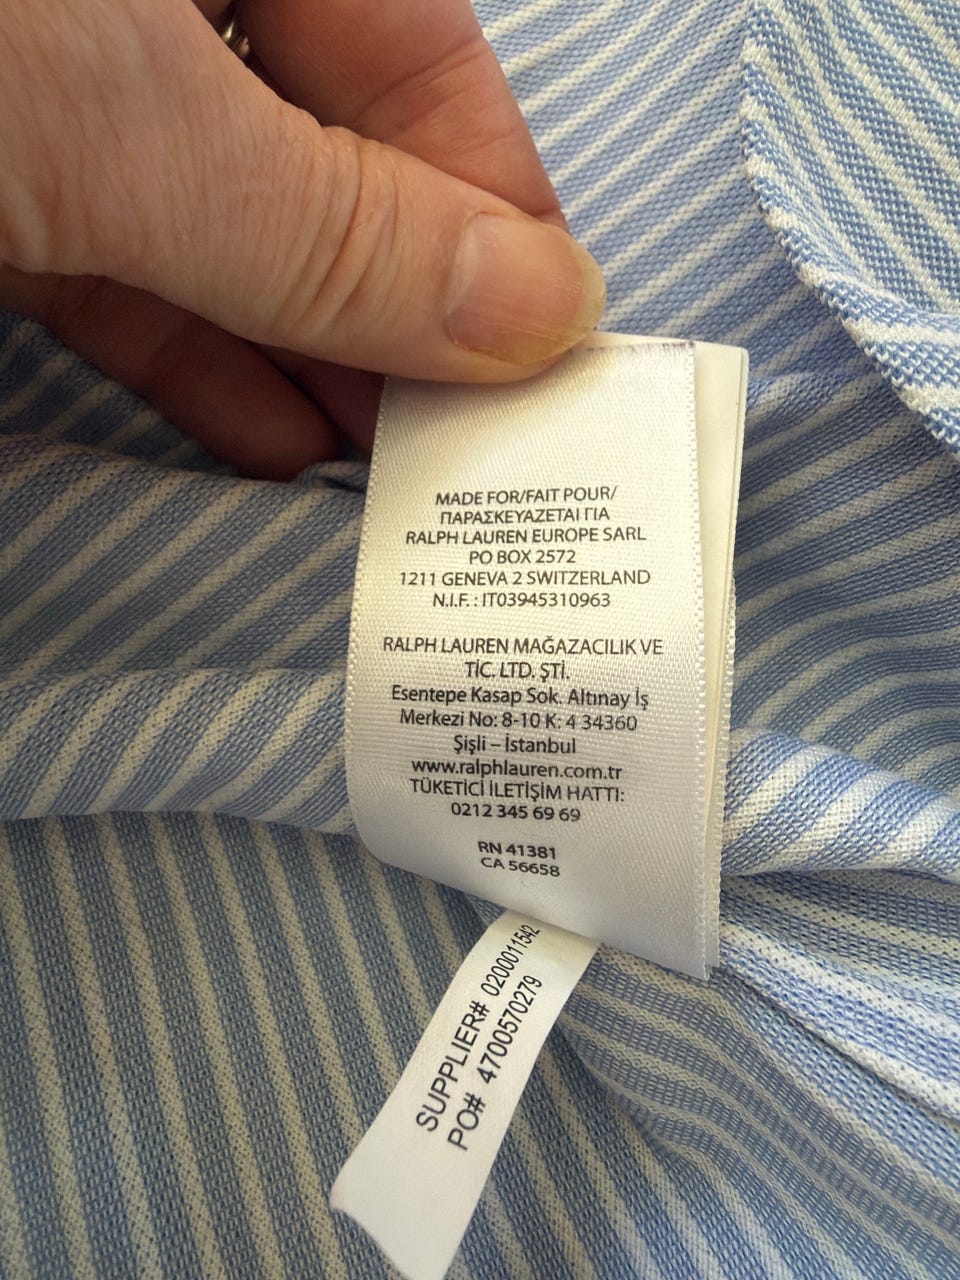 MADE FOR/FAIT POUR/
ΠΑΡΑΣΚΕΥΑΖΕΤΑΙ ΓΙΑ
RALPH LAUREN EUROPE SARL
PO BOX 2572
1211 GENEVA 2 SWITZERLAND
N.I.F. : IT03945310963
RALPH LAUREN MAĞAZACILIK VE
TİC. LTD. ŞTİ.
Esentepe Kasap Sok. Altınay İş
Merkezi No: 8-10 K: 4 34360
Şişli – İstanbul
www.ralphlauren.com.tr
TÜKETİCİ İLETİŞİM HATTI:
0212 345 69 69
RN 41381
CA 56658
SUPPLIER# 0200011542
PO# 4700570279